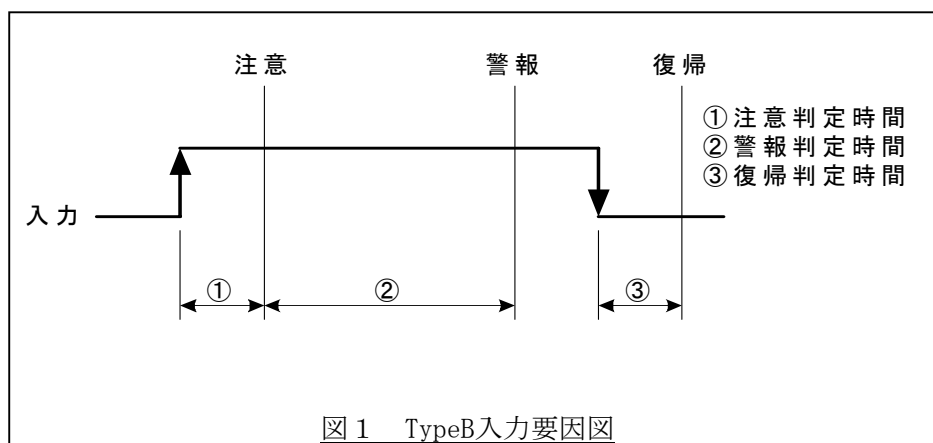 注意 警報 復帰
①注意判定時間
②警報判定時間
③復帰判定時間
入力
① ② ③
図１ TypeB入力要因図